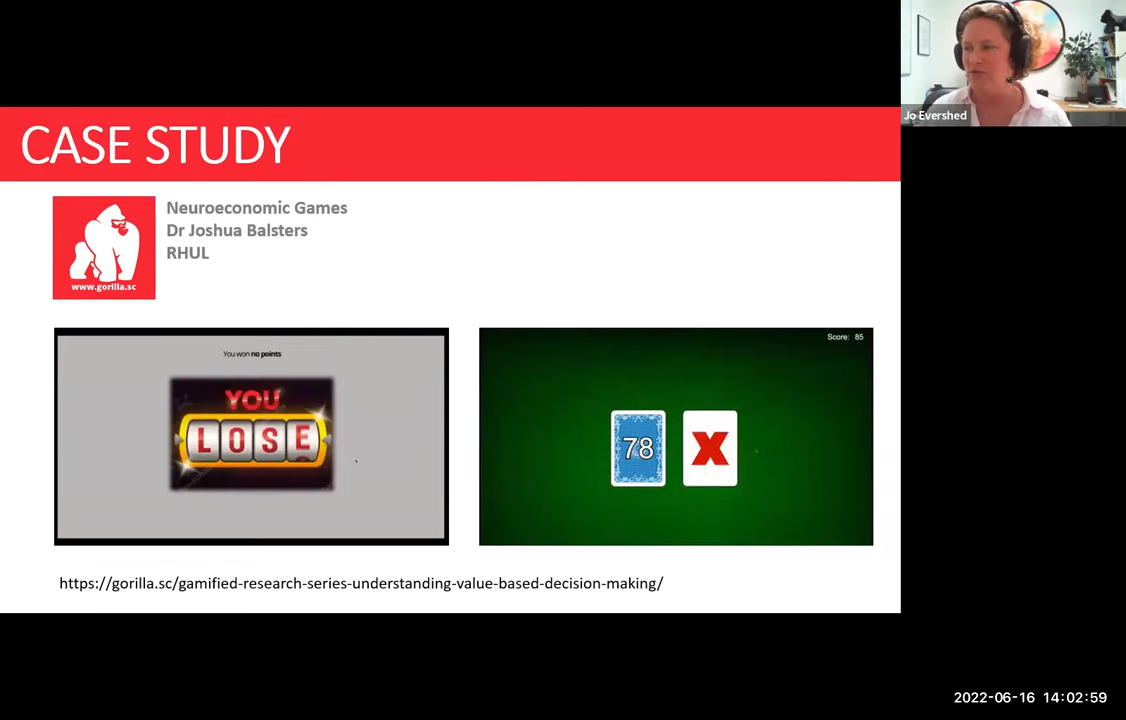 Jo Evershed
CASE STUDY
Neuroeconomic Games
Dr Joshua Balsters
RHUL
www.gorilla.sc
You won no points
YOU
LOSE
Score: 85
78
X
https://gorilla.sc/gamified-research-series-understanding-value-based-decision-making/
2022-06-16 14:02:59